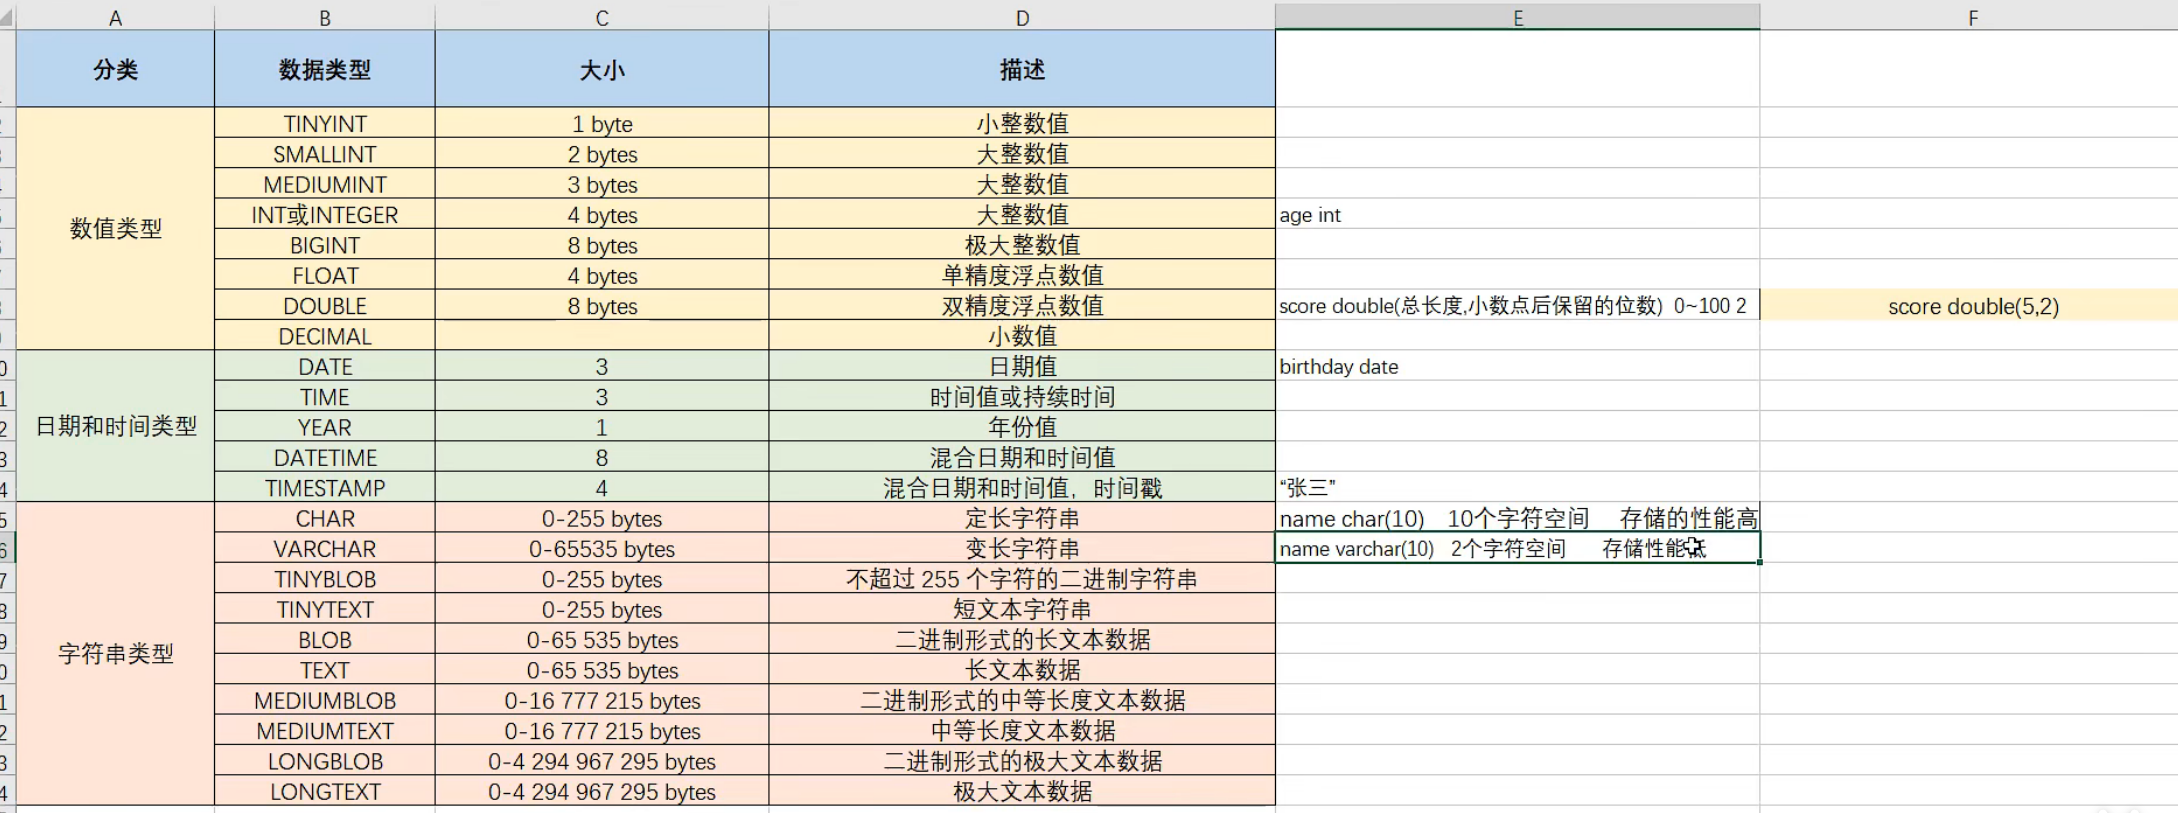 A B C D E F
分类 数据类型 大小 描述
数值类型
TINYINT 1 byte 小整数值
SMALLINT 2 bytes 大整数值
MEDIUMINT 3 bytes 大整数值
INT或INTEGER 4 bytes 大整数值 age int
BIGINT 8 bytes 极大整数值
FLOAT 4 bytes 单精度浮点数值
DOUBLE 8 bytes 双精度浮点数值 score double(总长度,小数点后保留的位数) 0~100 2 score double(5,2)
DECIMAL 小数值
日期和时间类型
DATE 3 日期值 birthday date
TIME 3 时间值或持续时间
YEAR 1 年份值
DATETIME 8 混合日期和时间值
TIMESTAMP 4 混合日期和时间值，时间戳 “张三”
字符串类型
CHAR 0-255 bytes 定长字符串 name char(10) 10个字符空间 存储的性能高
VARCHAR 0-65535 bytes 变长字符串 name varchar(10) 2个字符空间 存储性能低
TINYBLOB 0-255 bytes 不超过 255 个字符的二进制字符串
TINYTEXT 0-255 bytes 短文本字符串
BLOB 0-65 535 bytes 二进制形式的长文本数据
TEXT 0-65 535 bytes 长文本数据
MEDIUMBLOB 0-16 777 215 bytes 二进制形式的中等长度文本数据
MEDIUMTEXT 0-16 777 215 bytes 中等长度文本数据
LONGBLOB 0-4 294 967 295 bytes 二进制形式的极大文本数据
LONGTEXT 0-4 294 967 295 bytes 极大文本数据